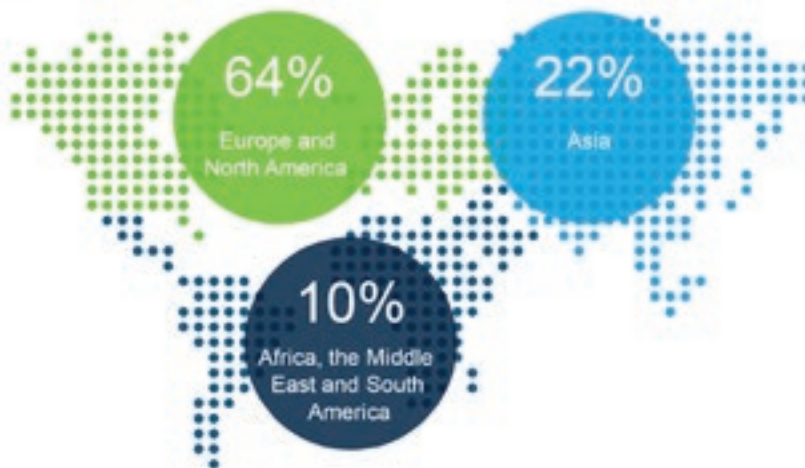 64%
Europe and
North America
22%
Asia
10%
Africa, the Middle
East and South
America